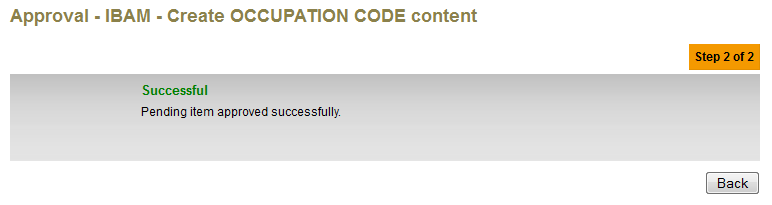 Approval - IBAM - Create OCCUPATION CODE content
Step 2 of 2
Successful
Pending item approved successfully.
Back